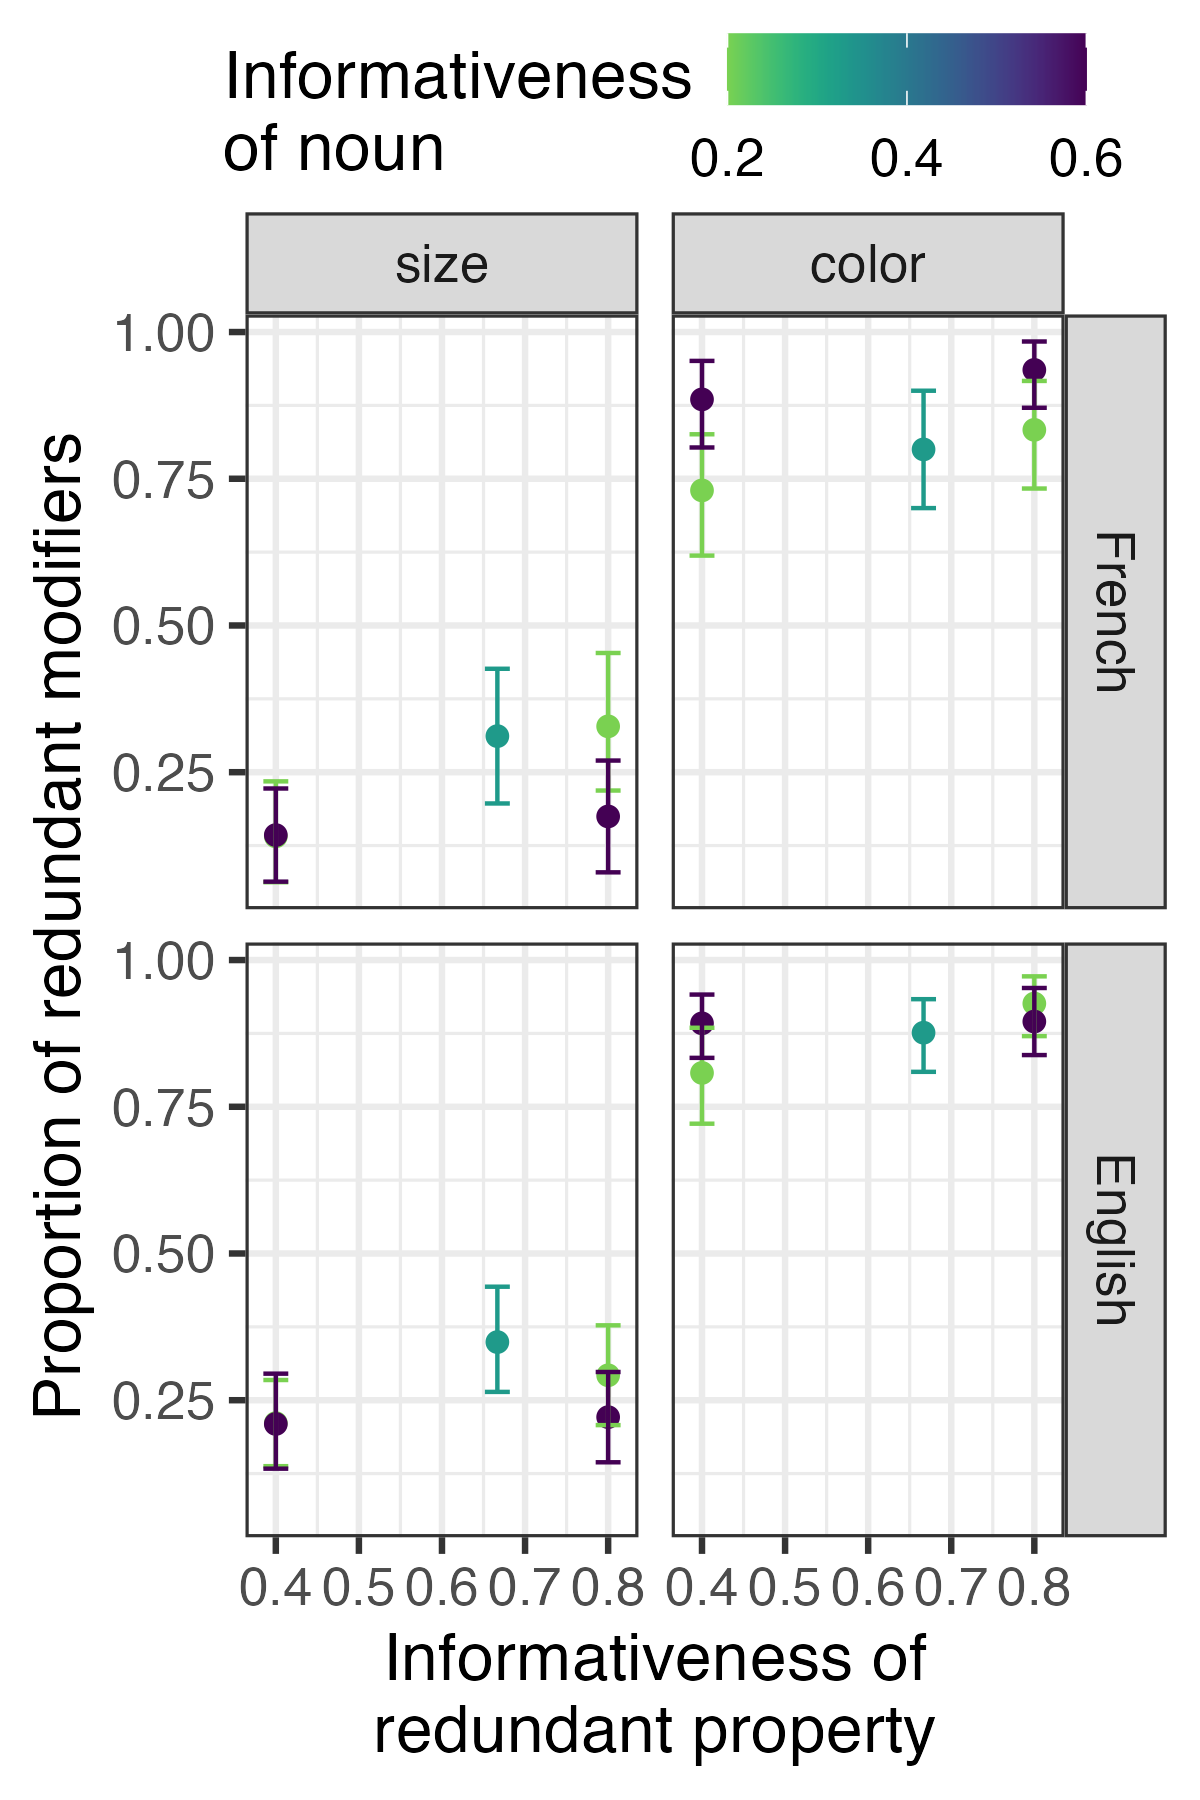 Informativeness
of noun
0.2 0.4 0.6
size color
1.00
0.75
0.50
0.25
French
1.00
0.75
0.50
0.25
English
Proportion of redundant modifiers
0.4 0.5 0.6 0.7 0.8 0.4 0.5 0.6 0.7 0.8
Informativeness of
redundant property